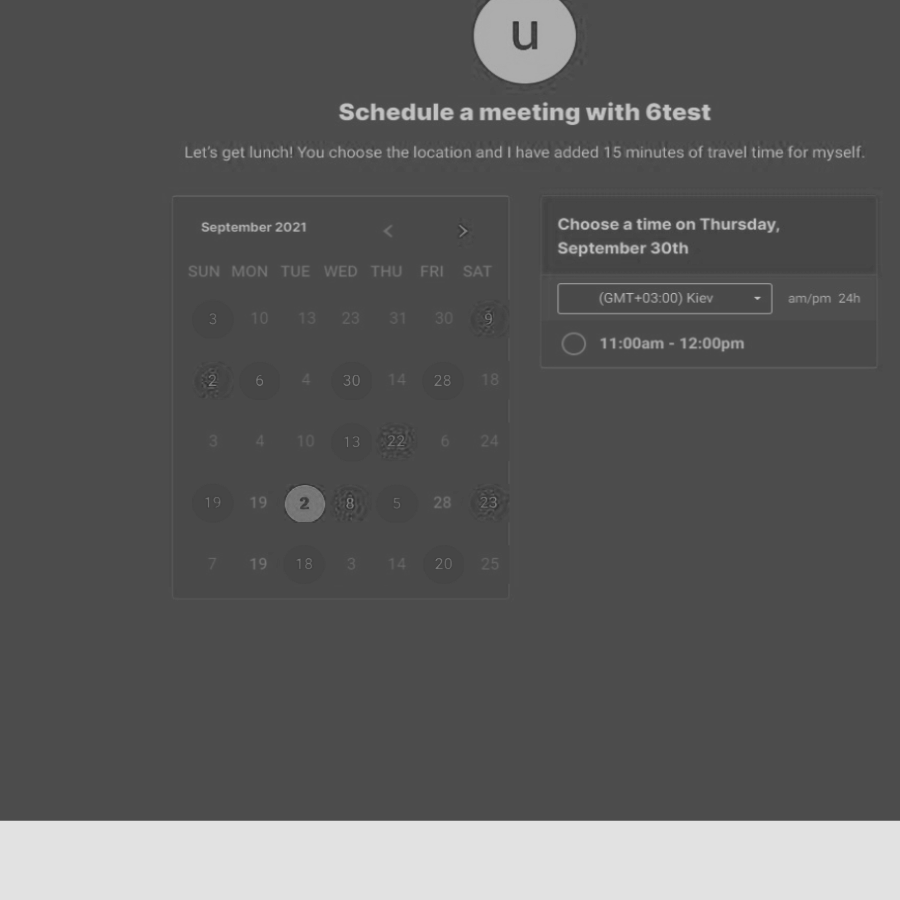 u
Schedule a meeting with 6test
Let's get lunch! You choose the location and I have added 15 minutes of travel time for myself.
September 2021 < >
SUN MON TUE WED THU FRI SAT
3 10 13 23 31 30 9
2 6 4 30 14 28 18
3 4 10 13 22 6 24
19 19 2 8 5 28 23
7 19 18 3 14 20 25
Choose a time on Thursday,
September 30th
(GMT+03:00) Kiev am/pm 24h
11:00am - 12:00pm